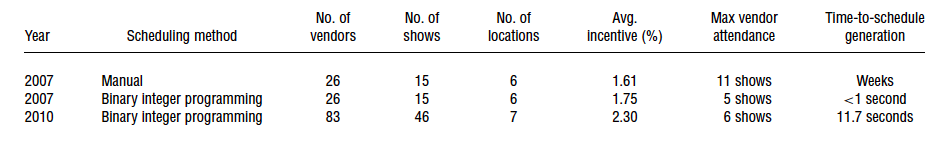 Year Scheduling method No. of vendors No. of shows No. of locations Avg. incentive (%) Max vendor attendance Time-to-schedule generation
2007 Manual 26 15 6 1.61 11 shows Weeks
2007 Binary integer programming 26 15 6 1.75 5 shows <1 second
2010 Binary integer programming 83 46 7 2.30 6 shows 11.7 seconds